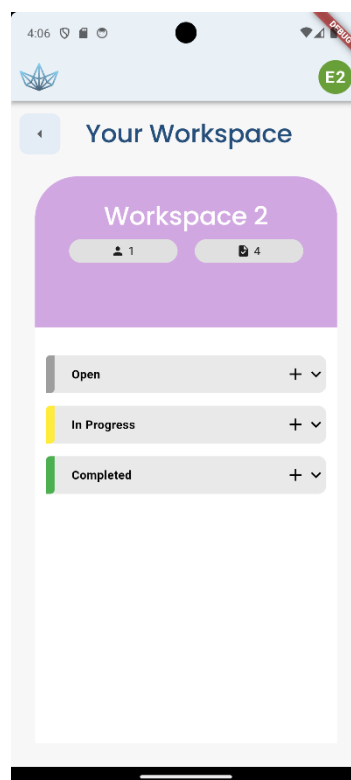 4:06
DEBUG
E2
Your Workspace
Workspace 2
1 4
Open
In Progress
Completed